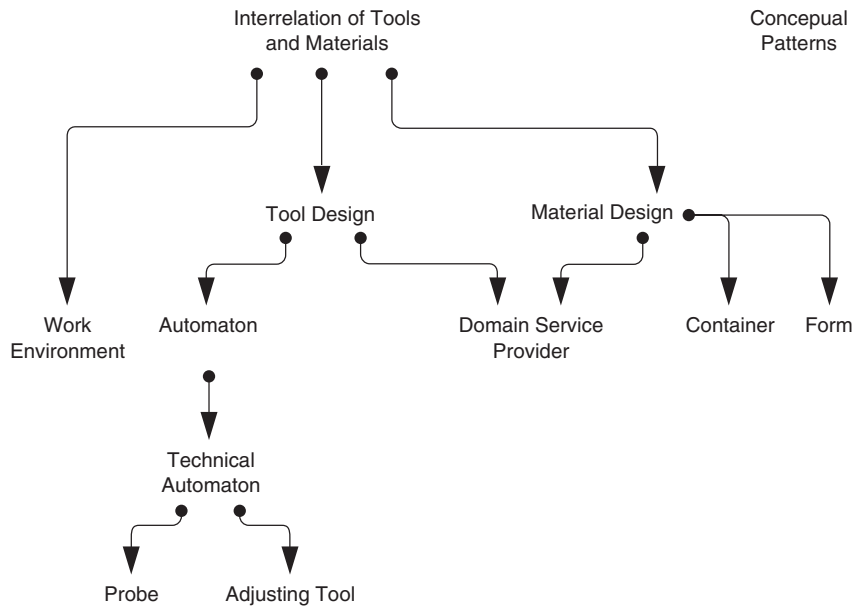 Interrelation of Tools
and Materials
Concepual
Patterns
Tool Design
Material Design
Work
Environment
Automaton
Domain Service
Provider
Container
Form
Technical
Automaton
Probe
Adjusting Tool